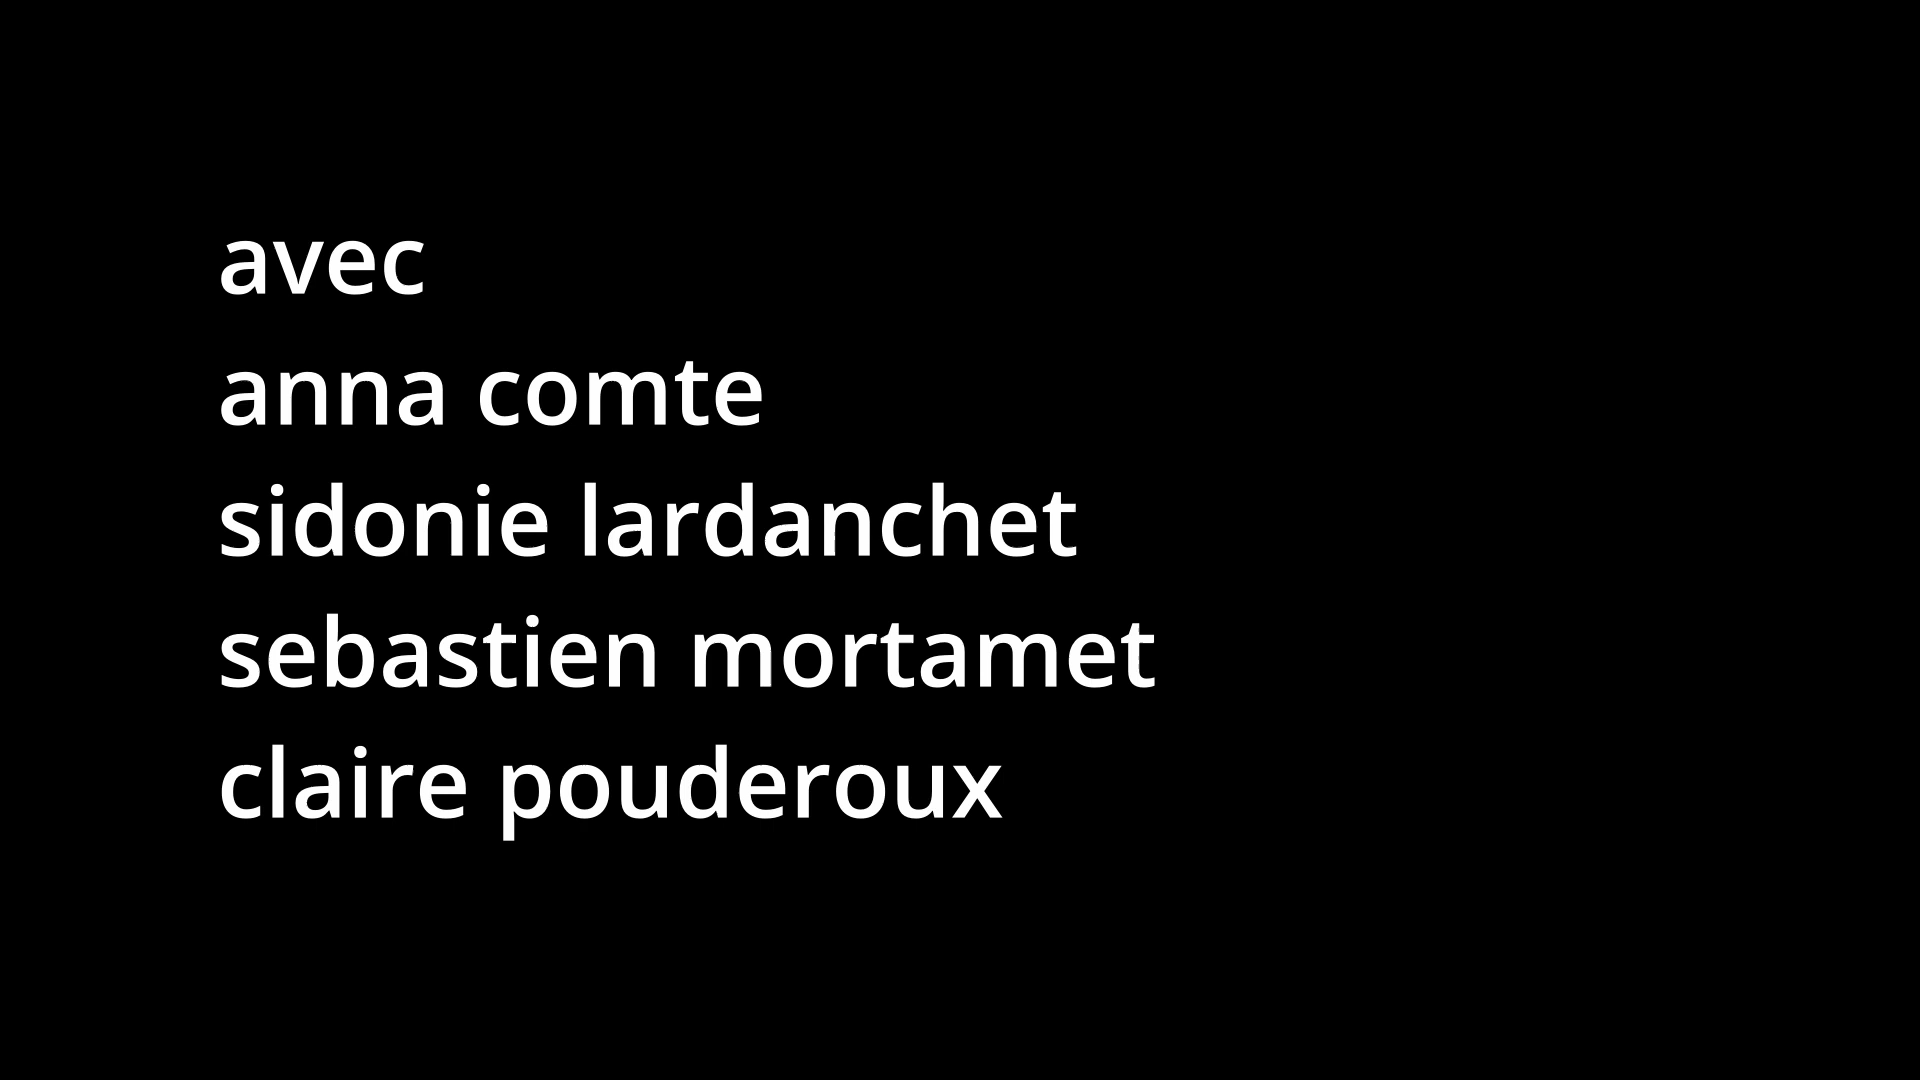 avec
anna comte
sidonie lardanchet
sebastien mortamet
claire pouderoux